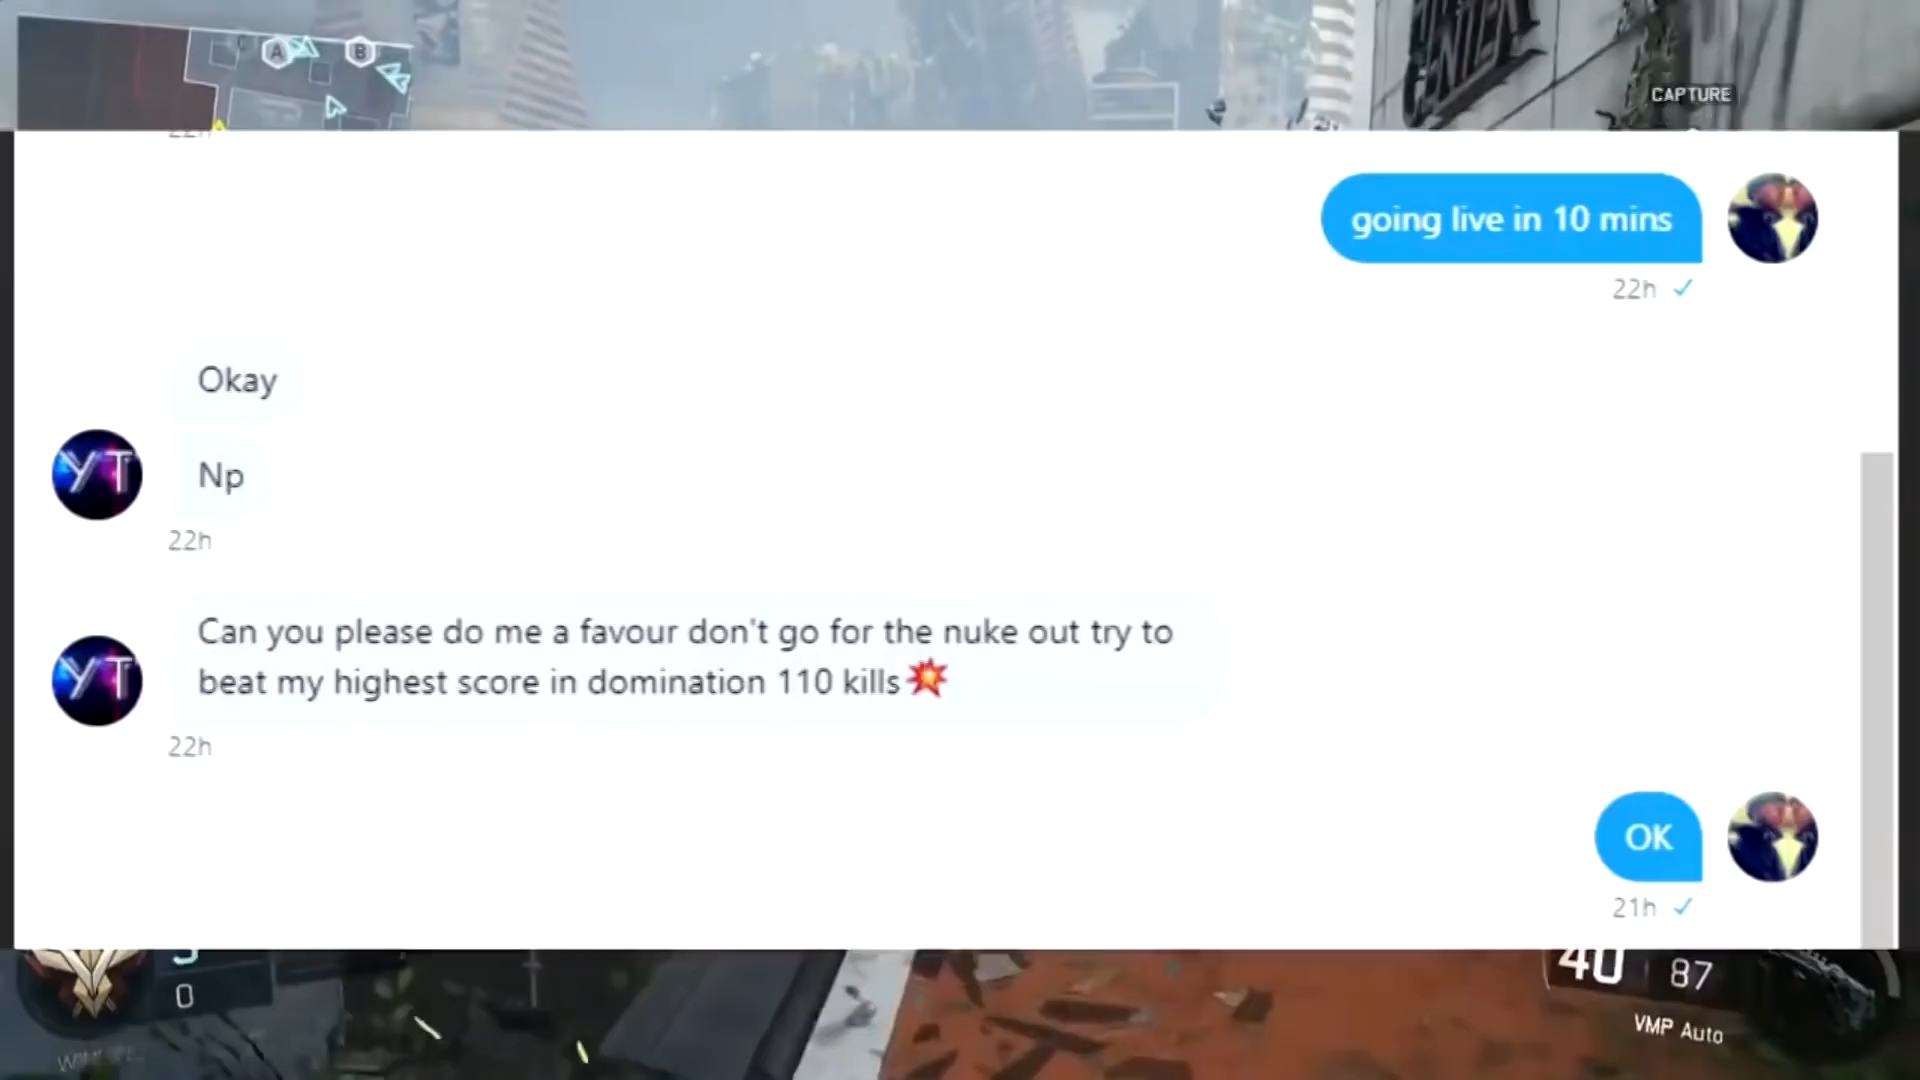 A
B
CAPTURE
going live in 10 mins
22h
Okay
YT
Np
22h
Can you please do me a favour don't go for the nuke out try to
YT
beat my highest score in domination 110 kills
22h
OK
21h
40 87
0
VMP Auto